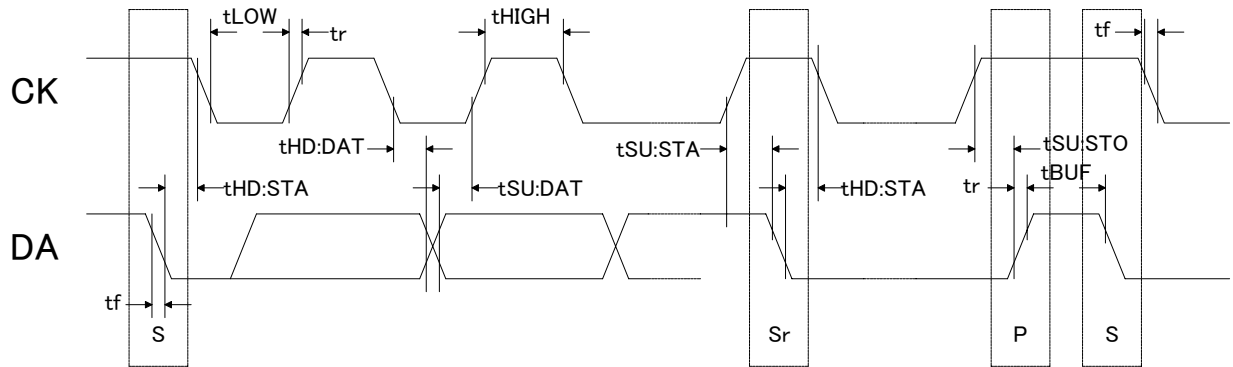 tLOW
tr
tHIGH
tf
CK
tHD:DAT
tSU:STA
tSU:STO
tHD:STA
tSU:DAT
tHD:STA
tr
tBUF
DA
tf
S
Sr
P
S